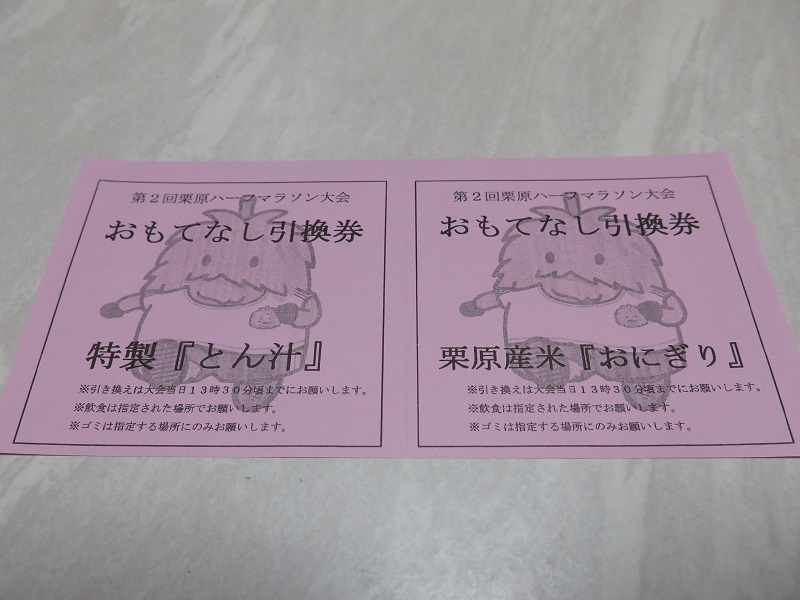 第２回栗原ハーフマラソン大会
おもてなし引換券
特製『とん汁』
※引き換えは大会当日１３時３０分頃までにお願いします。
※飲食は指定された場所でお願いします。
※ゴミは指定する場所にのみお願いします。
第２回栗原ハーフマラソン大会
おもてなし引換券
栗原産米『おにぎり』
※引き換えは大会当日１３時３０分頃までにお願いします。
※飲食は指定された場所でお願いします。
※ゴミは指定する場所にのみお願いします。